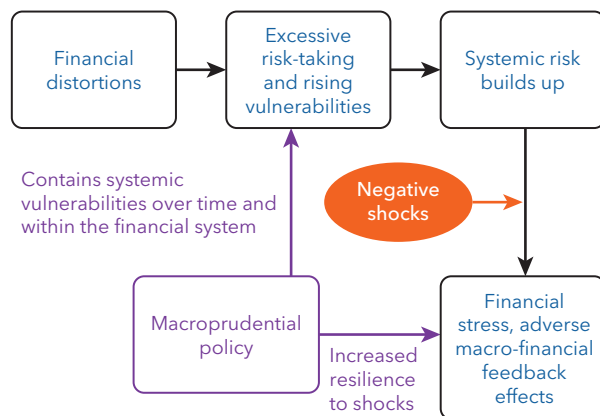 Financial
distortions
Excessive
risk-taking
and rising
vulnerabilities
Systemic risk
builds up
Contains systemic
vulnerabilities over time and
within the financial system
Negative
shocks
Macroprudential
policy
Increased
resilience
to shocks
Financial
stress, adverse
macro-financial
feedback
effects